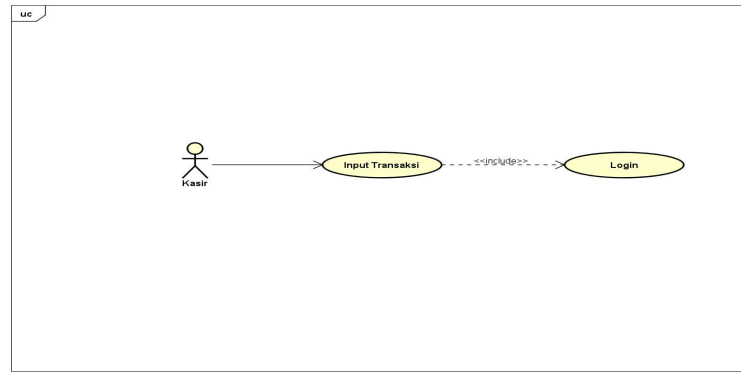 uc
Input Transaksi
<<include>>
Login
Kasir